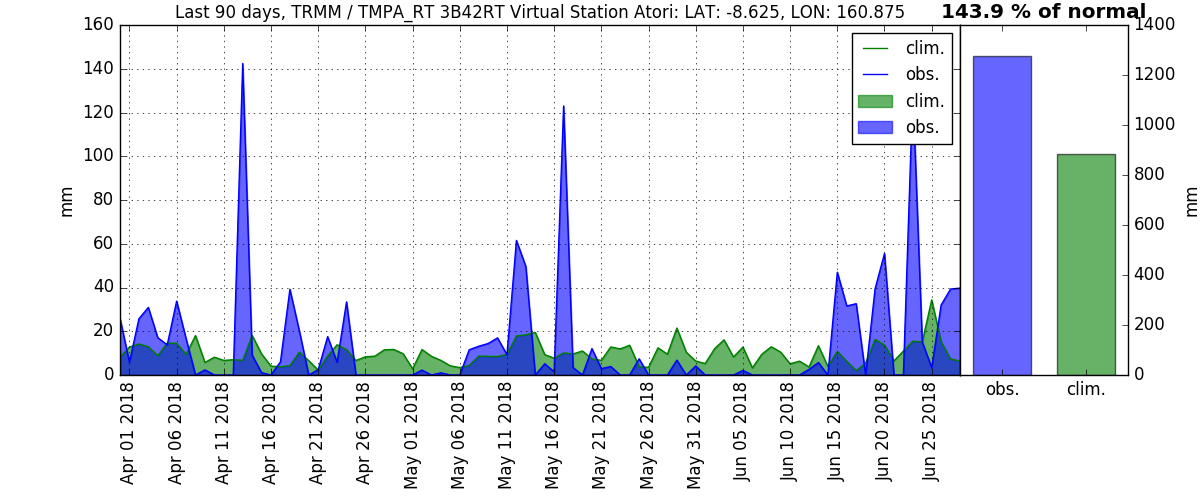 Last 90 days, TRMM / TMPA_RT 3B42RT Virtual Station Atori: LAT: -8.625, LON: 160.875
143.9 % of normal
mm
160
140
120
100
80
60
40
20
0
clim.
obs.
clim.
obs.
1400
1200
1000
800
600
400
200
0
mm
Apr 01 2018
Apr 06 2018
Apr 11 2018
Apr 16 2018
Apr 21 2018
Apr 26 2018
May 01 2018
May 06 2018
May 11 2018
May 16 2018
May 21 2018
May 26 2018
May 31 2018
Jun 05 2018
Jun 10 2018
Jun 15 2018
Jun 20 2018
Jun 25 2018
obs.
clim.